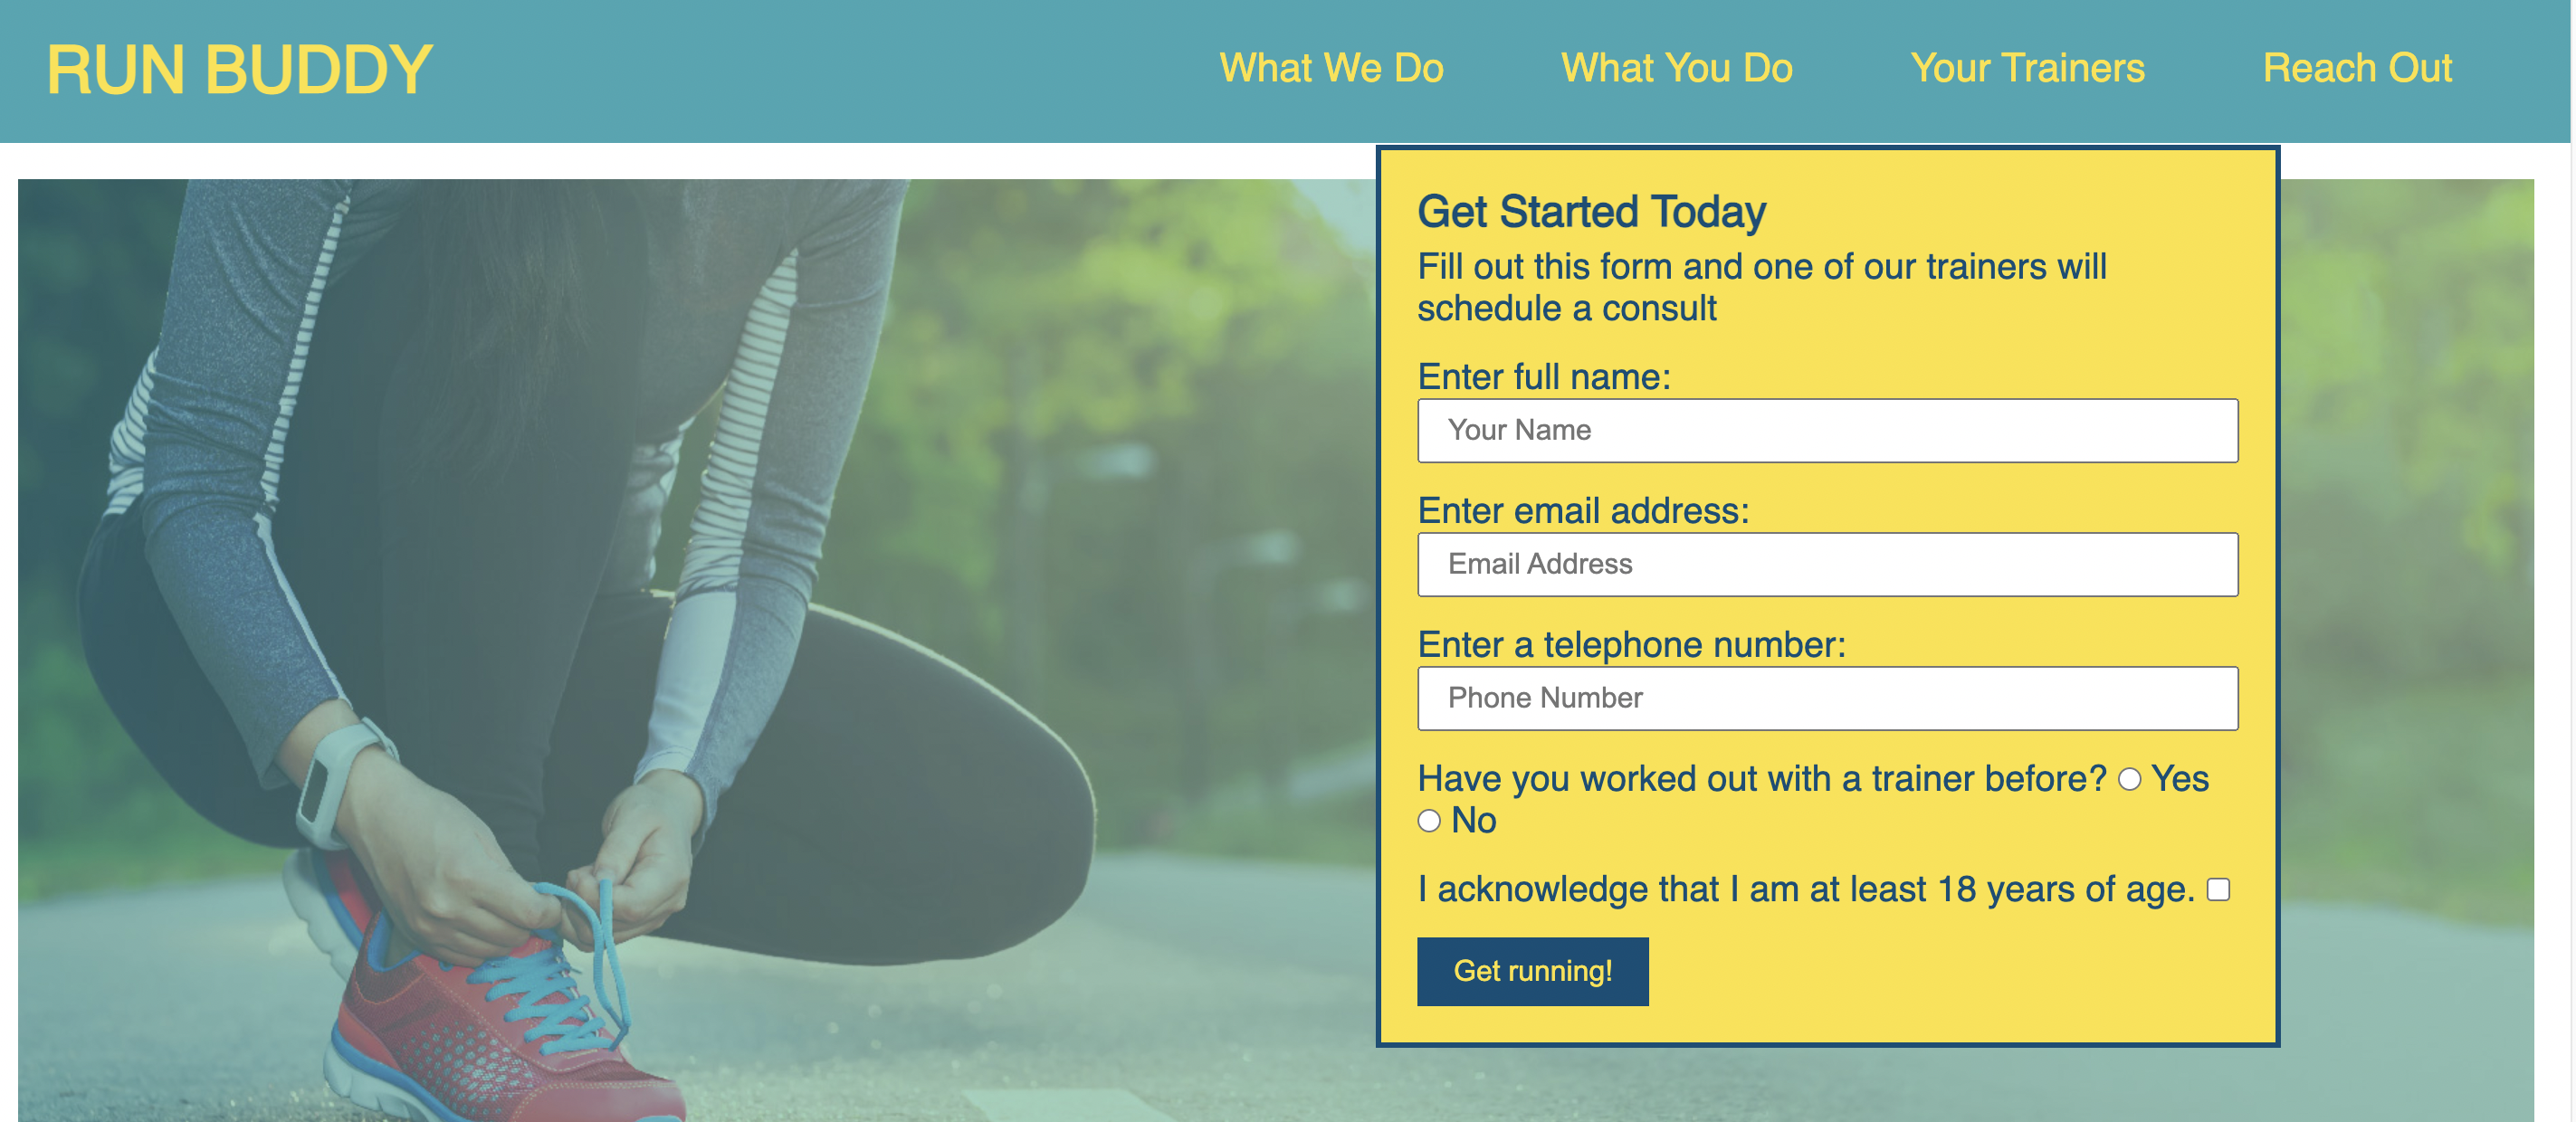 RUN BUDDY
What We Do
What You Do
Your Trainers
Reach Out
Get Started Today
Fill out this form and one of our trainers will
schedule a consult
Enter full name:
Your Name
Enter email address:
Email Address
Enter a telephone number:
Phone Number
Have you worked out with a trainer before? Yes
No
I acknowledge that I am at least 18 years of age.
Get running!